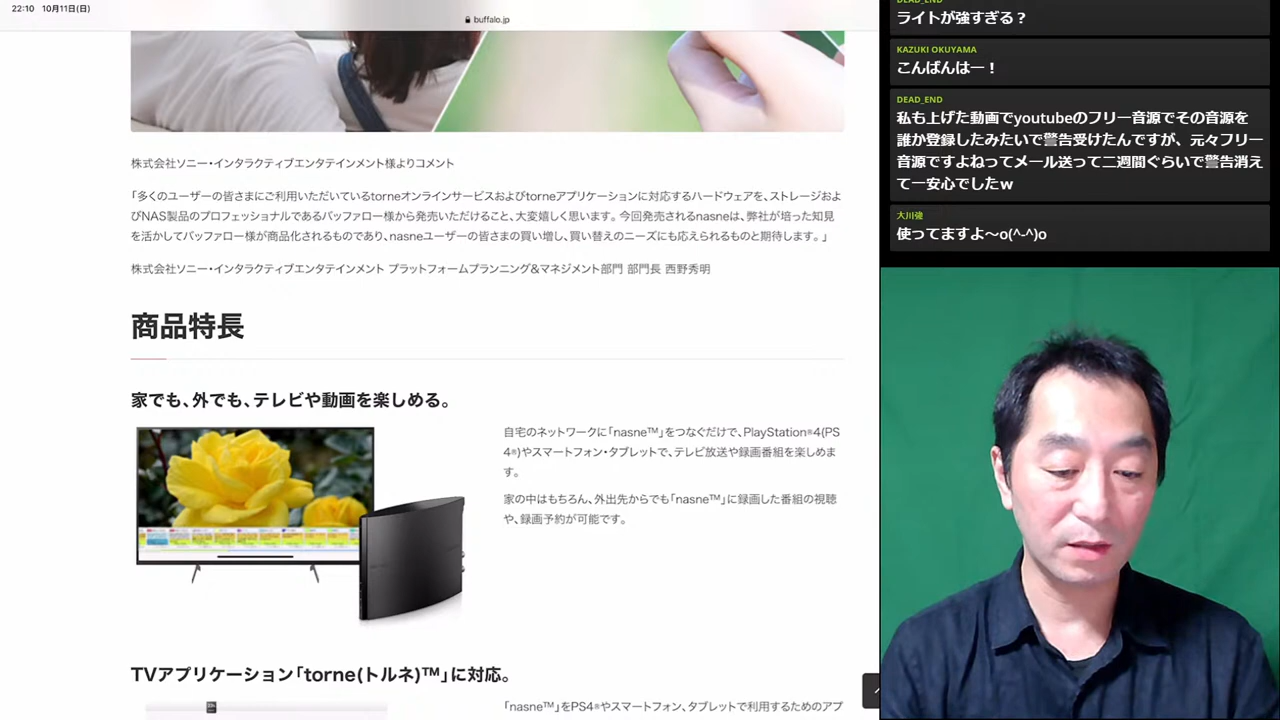 22:10 10月11日(日)
buffalo.jp
株式会社ソニー・インタラクティブエンタテインメント様よりコメント
「多くのユーザーの皆さまにご利用いただいているtorneオンラインサービスおよびtorneアプリケーションに対応するハードウェアを、ストレージおよ
びNAS製品のプロフェッショナルであるバッファロー様から発売いただけること、大変嬉しく思います。今回発売されるnasneは、弊社が培った知見
を活かしてバッファロー様が商品化されるものであり、nasneユーザーの皆さまの買い増し、買い替えのニーズにも応えられるものと期待します。」
株式会社ソニー・インタラクティブエンタテインメント プラットフォームプランニング&マネジメント部門 部門長 西野秀明
商品特長
家でも、外でも、テレビや動画を楽しめる。
自宅のネットワークに「nasne™」をつなぐだけで、PlayStation®4(PS
4®)やスマートフォン・タブレットで、テレビ放送や録画番組を楽しめま
す。
家の中はもちろん、外出先からでも「nasne™」に録画した番組の視聴
や、録画予約が可能です。
TVアプリケーション「torne(トルネ)™」に対応。
「nasne™」をPS4®やスマートフォン、タブレットで利用するためのアプ
DEAD_END
ライトが強すぎる？
KAZUKI OKUYAMA
こんばんはー！
DEAD_END
私も上げた動画でyoutubeのフリー音源でその音源を
誰か登録したみたいで警告受けたんですが、元々フリー
音源ですよねってメール送って二週間ぐらいで警告消え
て一安心でしたw
大川強
使ってますよ〜o(^-^)o